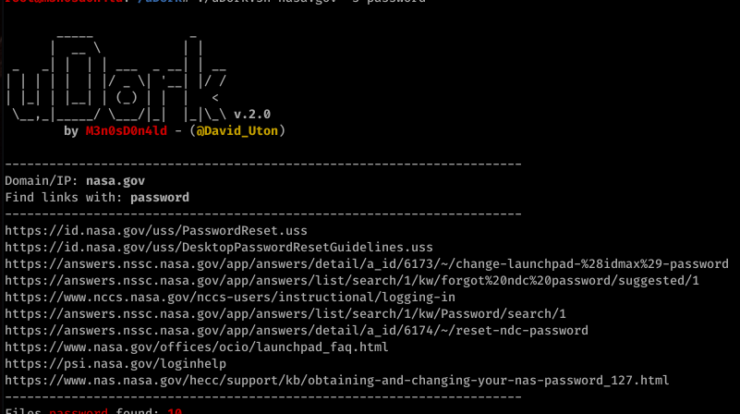 uDork
v.2.0
by M3n0sD0n4ld - (@David_Uton)
---------------------------------------------------------------------
Domain/IP: nasa.gov
Find links with: password
---------------------------------------------------------------------
https://id.nasa.gov/uss/PasswordReset.uss
https://id.nasa.gov/uss/DesktopPasswordResetGuidelines.uss
https://answers.nssc.nasa.gov/app/answers/detail/a_id/6173/~/change-launchpad-%28idmax%29-password
https://answers.nssc.nasa.gov/app/answers/list/search/1/kw/forgot%20ndc%20password/suggested/1
https://www.nccs.nasa.gov/nccs-users/instructional/logging-in
https://answers.nssc.nasa.gov/app/answers/list/search/1/kw/Password/search/1
https://answers.nssc.nasa.gov/app/answers/detail/a_id/6174/~/reset-ndc-password
https://www.nasa.gov/offices/ocio/launchpad_faq.html
https://psi.nasa.gov/loginhelp
https://www.nas.nasa.gov/hecc/support/kb/obtaining-and-changing-your-nas-password_127.html
---------------------------------------------------------------------
Files password found: 10